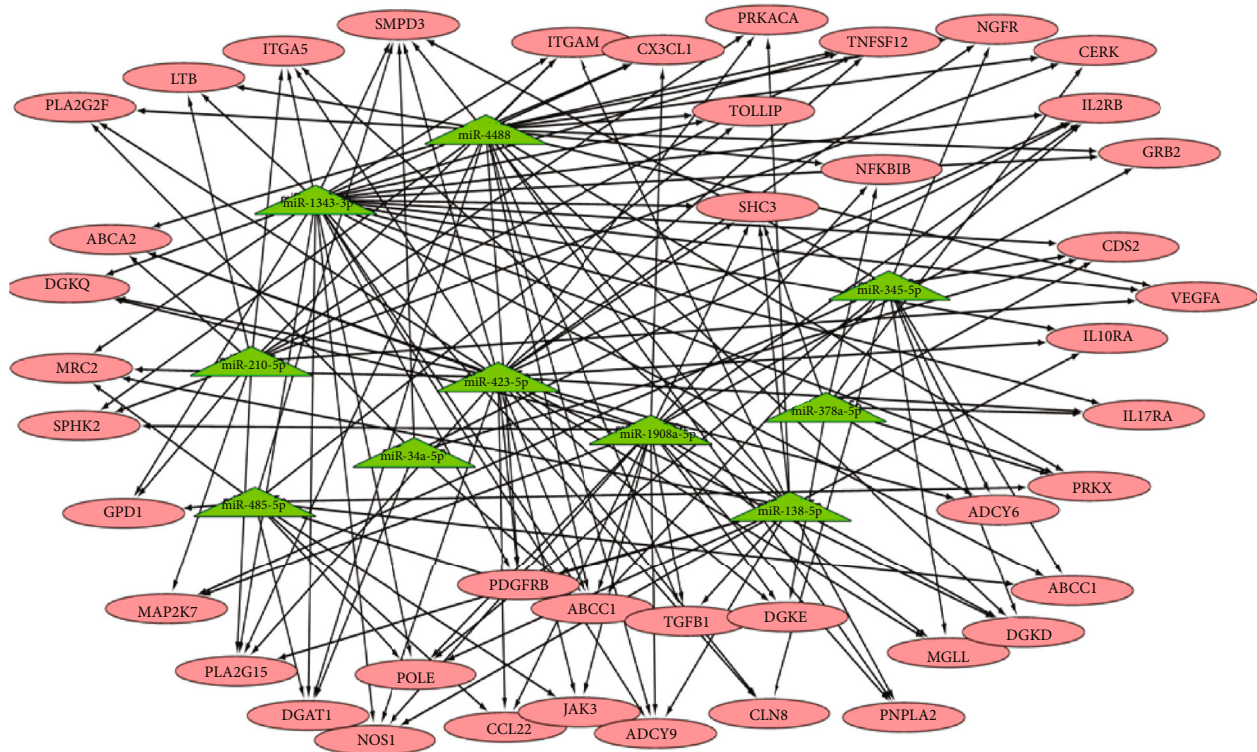 SMPD3
PRKACA
NGFR
ITGA5
ITGAM
CX3CL1
TNFSF12
CERK
LTB
PLA2G2F
TOLLIP
IL2RB
miR-4488
GRB2
NFKBIB
miR-1343-3p
SHC3
ABCA2
CDS2
DGKQ
miR-345-5p
VEGFA
IL10RA
MRC2
miR-210-5p
miR-423-5p
miR-378a-5p
IL17RA
SPHK2
miR-1908a-5p
miR-34a-5p
PRKX
miR-485-5p
miR-138-5p
GPD1
ADCY6
PDGFRB
ABCC1
MAP2K7
ABCC1
TGFB1
DGKE
DGKD
MGLL
PLA2G15
POLE
JAK3
CLN8
PNPLA2
DGAT1
CCL22
ADCY9
NOS1